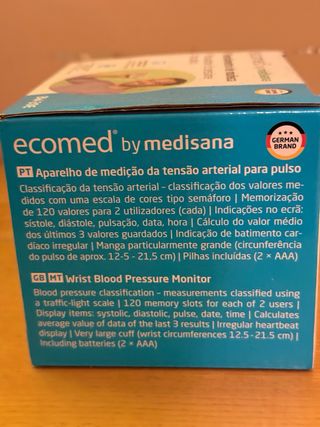 ecomed® by medisana
GERMAN
BRAND
PT Aparelho de medição da tensão arterial para pulso
Classificação da tensão arterial - classificação dos valores me-
didos com uma escala de cores tipo semáforo | Memorização
de 120 valores para 2 utilizadores (cada) | Indicações no ecrã:
sístole, diástole, pulsação, data, hora | Cálculo do valor médio
dos últimos 3 valores guardados | Indicação de batimento car-
díaco irregular | Manga particularmente grande (circunferência
do pulso de aprox. 12,5 - 21,5 cm) | Pilhas incluídas (2 × AAA)
GB MT Wrist Blood Pressure Monitor
Blood pressure classification - measurements classified using
a traffic-light scale | 120 memory slots for each of 2 users |
Display items: systolic, diastolic, pulse, date, time | Calculates
average value of data of the last 3 results | Irregular heartbeat
display | Very large cuff (wrist circumferences 12.5 - 21.5 cm) |
Including batteries (2 × AAA)